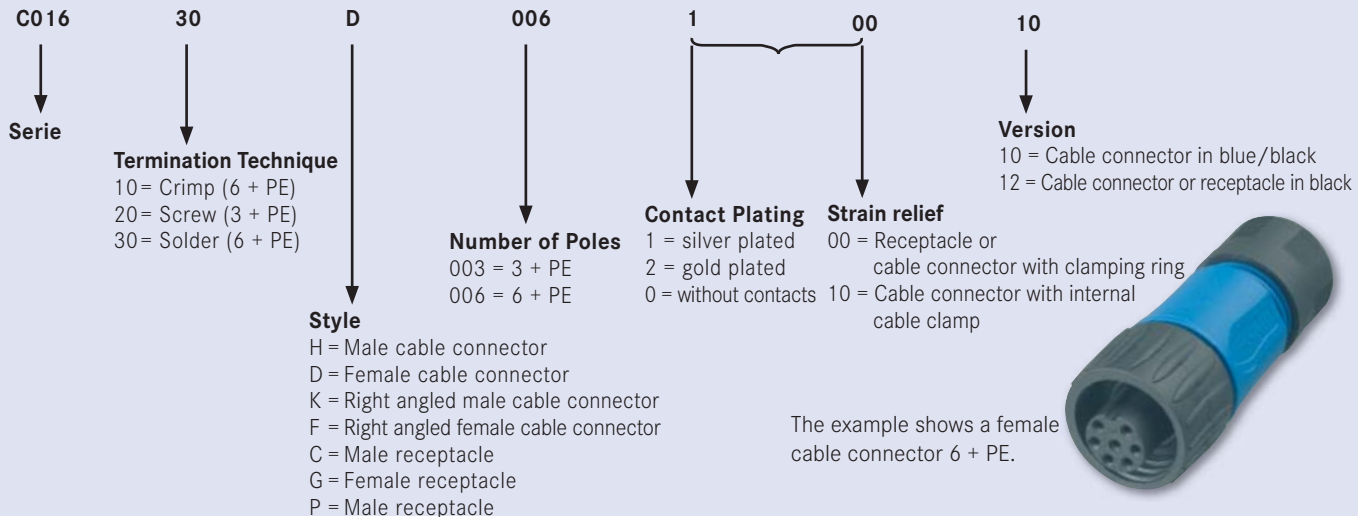 C016 30 D 006 1 00 10
Serie
Termination Technique
10= Crimp (6 + PE)
20= Screw (3 + PE)
30= Solder (6 + PE)
Style
H = Male cable connector
D = Female cable connector
K = Right angled male cable connector
F = Right angled female cable connector
C = Male receptacle
G = Female receptacle
P = Male receptacle
Number of Poles
003 = 3 + PE
006 = 6 + PE
Contact Plating
1 = silver plated
2 = gold plated
0 = without contacts
Strain relief
00 = Receptacle or
cable connector with clamping ring
10 = Cable connector with internal
cable clamp
Version
10 = Cable connector in blue/black
12 = Cable connector or receptacle in black
The example shows a female
cable connector 6 + PE.